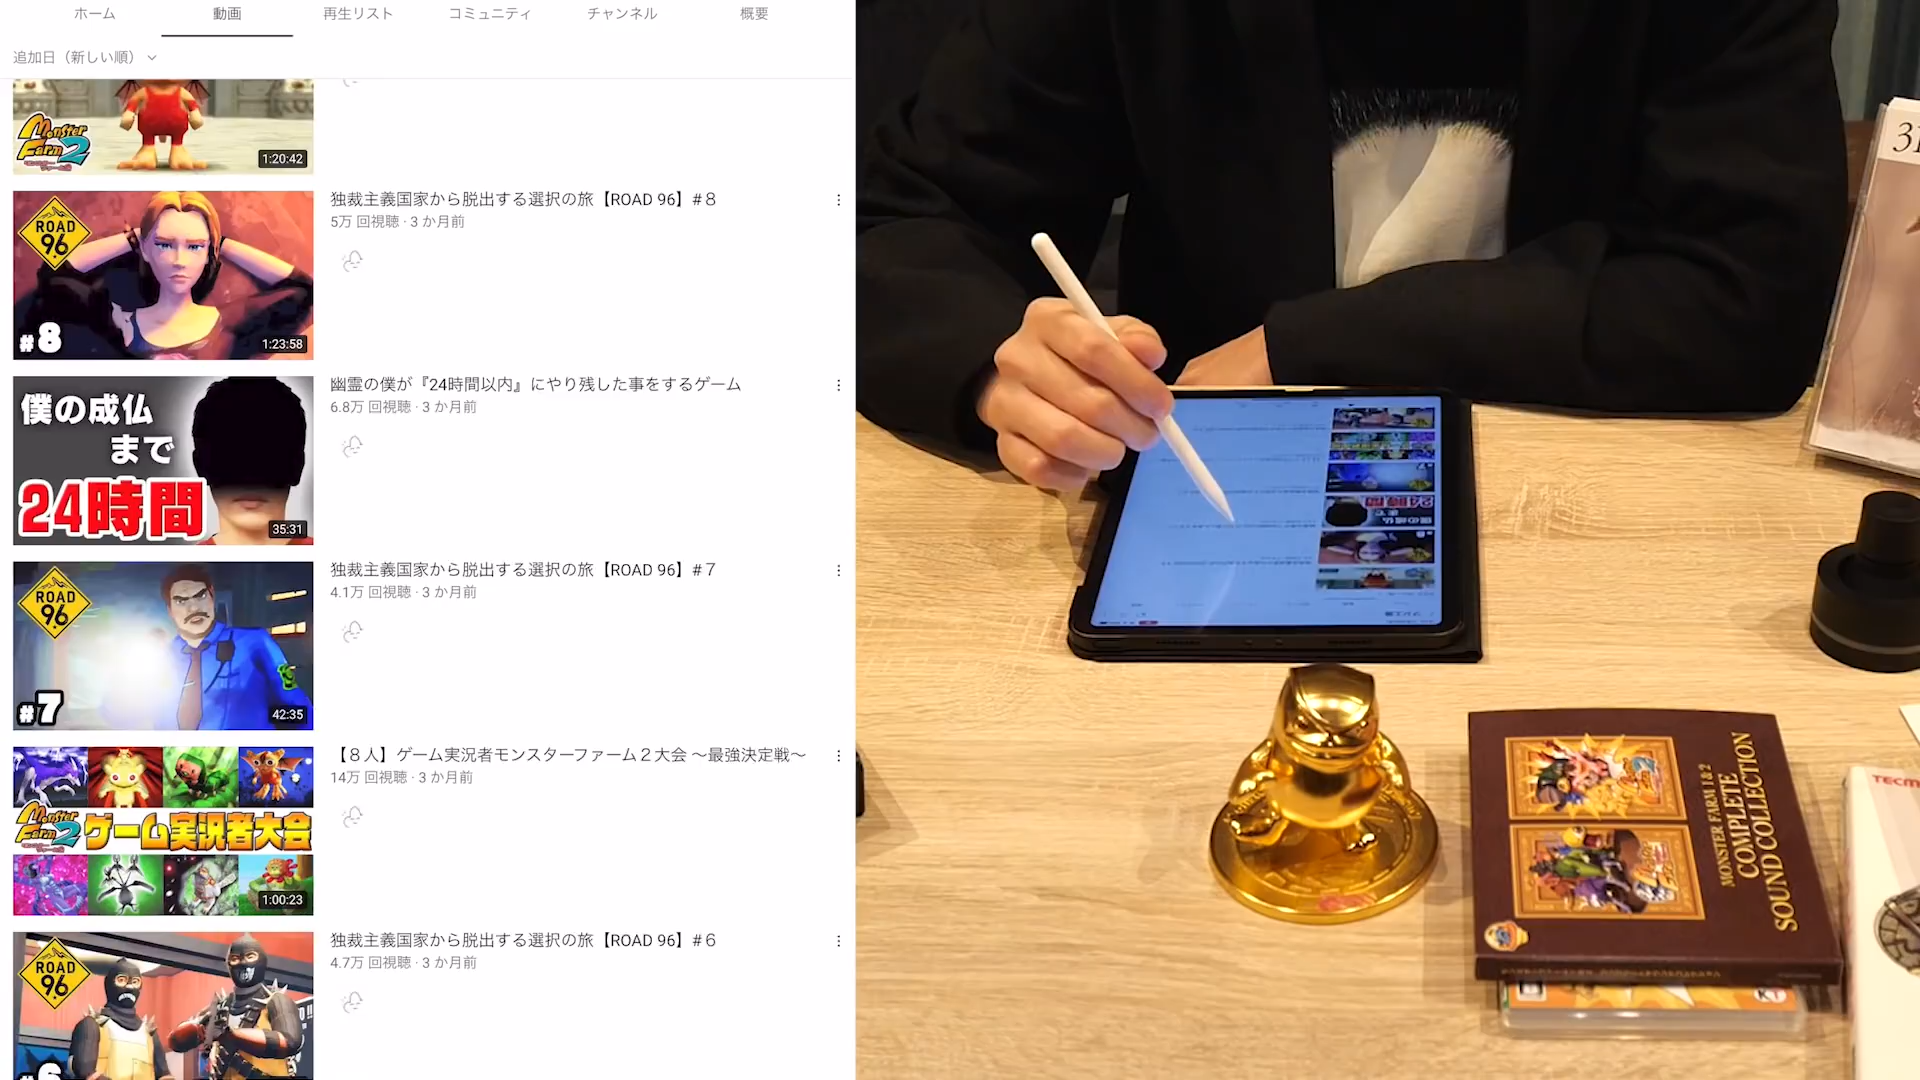 ホーム
動画
再生リスト
コミュニティ
チャンネル
概要
追加日（新しい順）
Monster Farm 2
1:20:42
ROAD 96
#8
1:23:58
独裁主義国家から脱出する選択の旅【ROAD 96】#８
5万 回視聴 · 3 か月前
僕の成仏
まで
24時間
35:31
幽霊の僕が『24時間以内』にやり残した事をするゲーム
6.8万 回視聴 · 3 か月前
ROAD 96
#7
42:35
独裁主義国家から脱出する選択の旅【ROAD 96】#７
4.1万 回視聴 · 3 か月前
Monster Farm 2
ゲーム実況者大会
1:00:23
【８人】ゲーム実況者モンスターファーム２大会 〜最強決定戦〜
14万 回視聴 · 3 か月前
ROAD 96
独裁主義国家から脱出する選択の旅【ROAD 96】#６
4.7万 回視聴 · 3 か月前
24時間
MONSTER FARM 1 & 2
COMPLETE
SOUND COLLECTION
KT